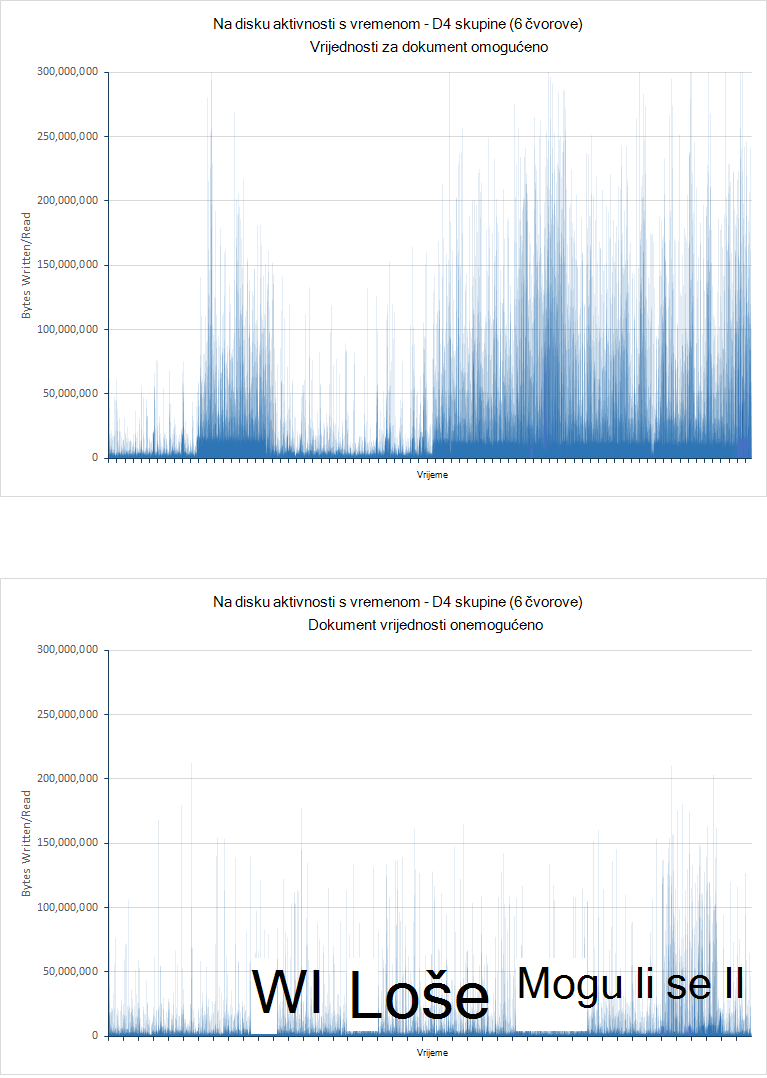 Na disku aktivnosti s vremenom - D4 skupine (6 čvorove)
Vrijednosti za dokument omogućeno
300,000,000
250,000,000
200,000,000
150,000,000
100,000,000
50,000,000
0
Bytes Written/Read
Vrijeme
Na disku aktivnosti s vremenom - D4 skupine (6 čvorove)
Dokument vrijednosti onemogućeno
300,000,000
250,000,000
200,000,000
150,000,000
100,000,000
50,000,000
0
Bytes Written/Read
WI Loše Mogu li se II
Vrijeme